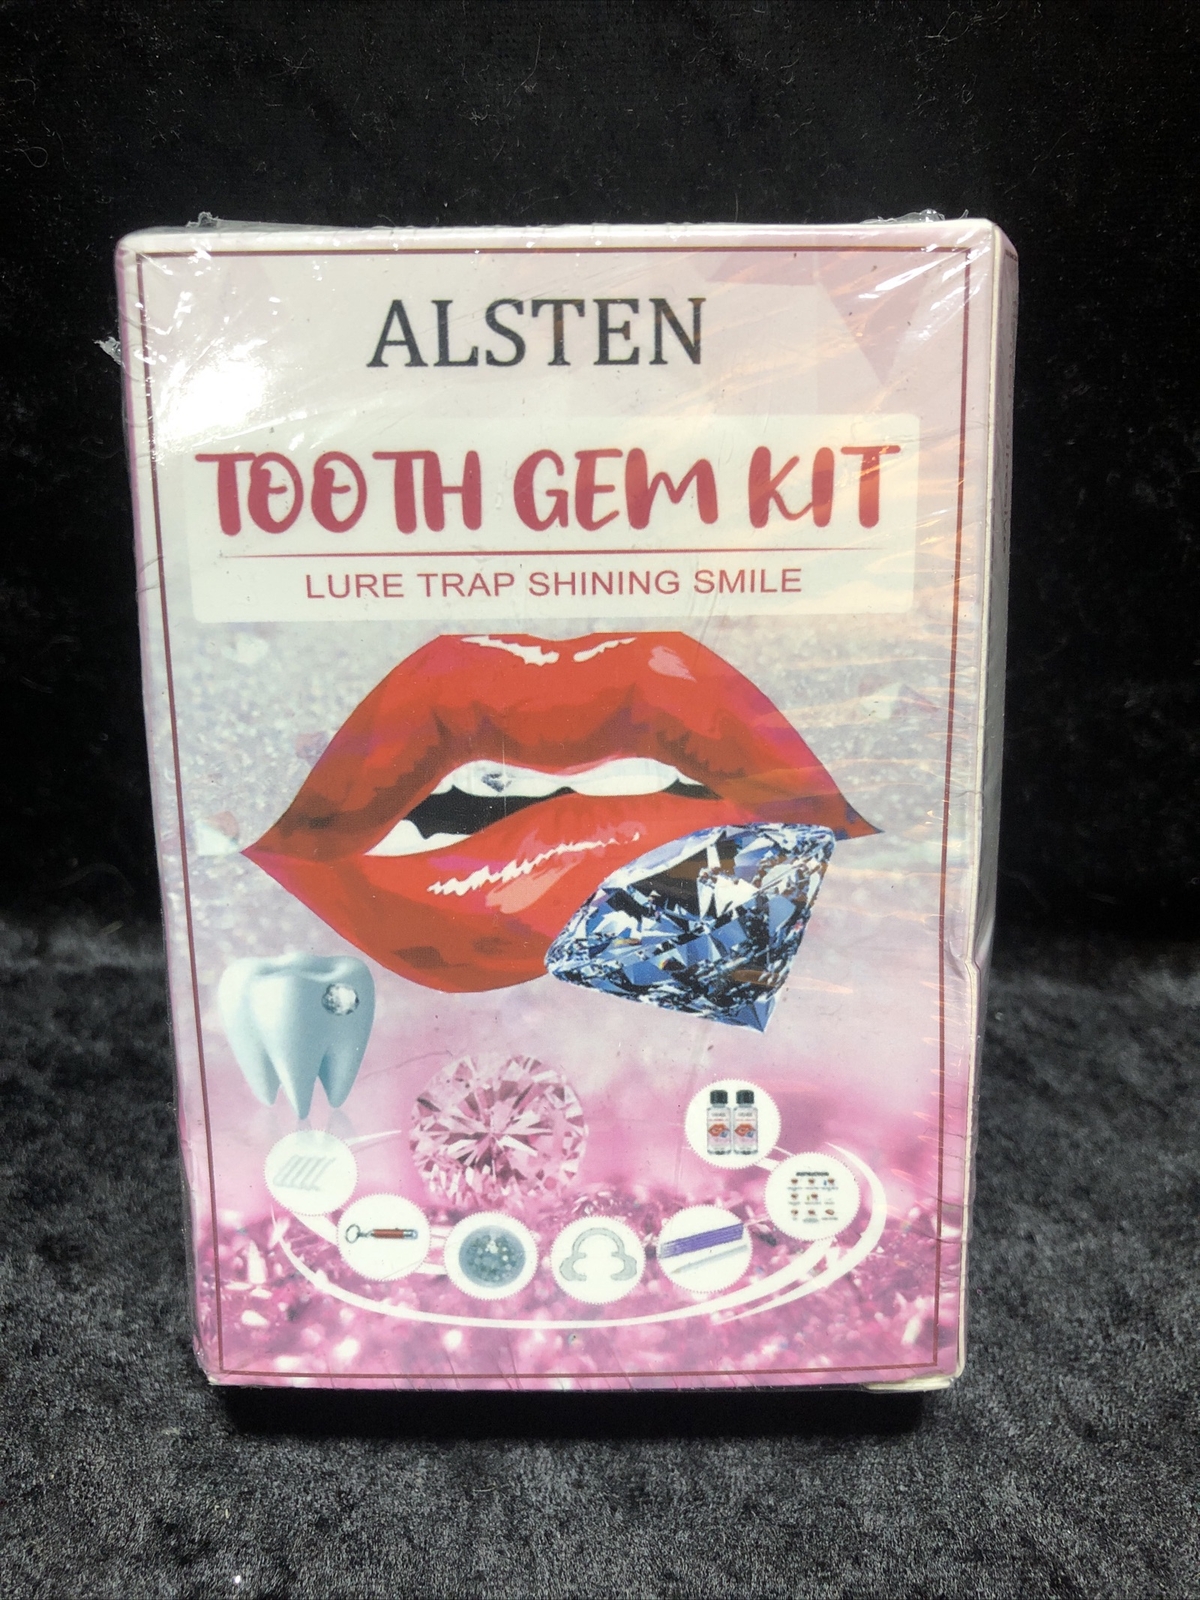 ALSTEN
TOOTH GEM KIT
LURE TRAP SHINING SMILE